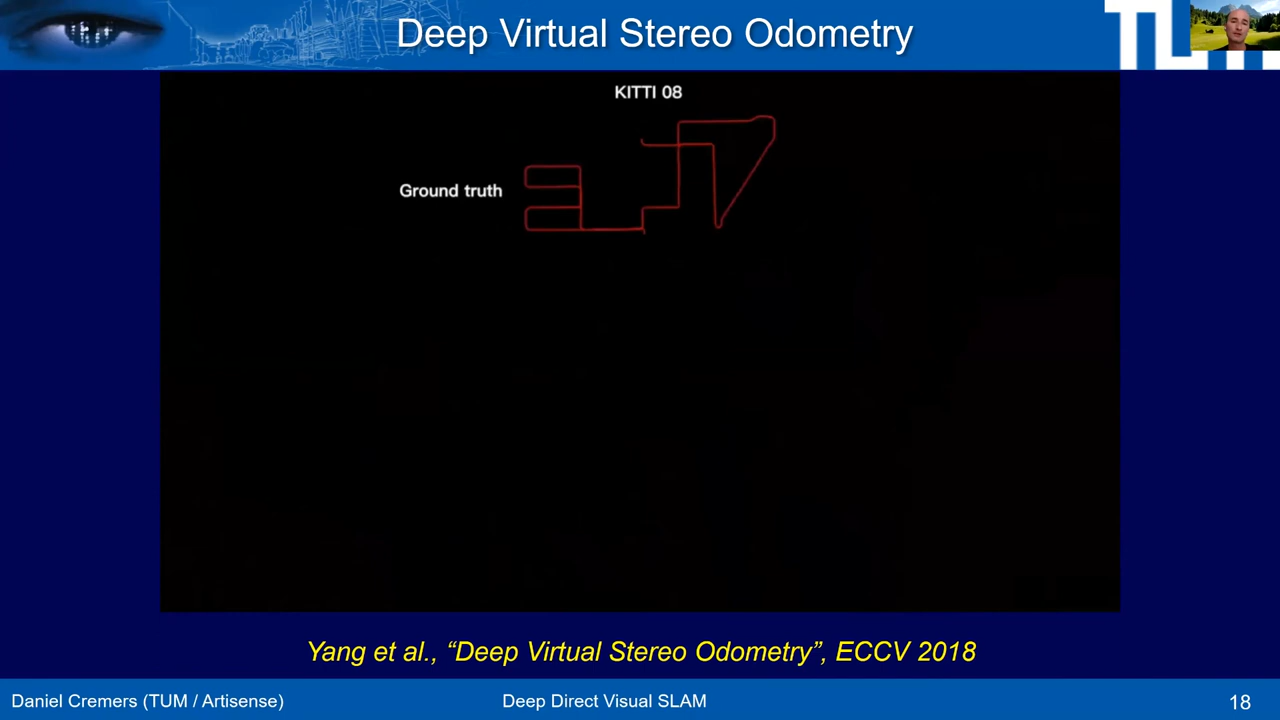 Deep Virtual Stereo Odometry
KITTI 08
Ground truth
Yang et al., “Deep Virtual Stereo Odometry”, ECCV 2018
Daniel Cremers (TUM / Artisense)
Deep Direct Visual SLAM
18